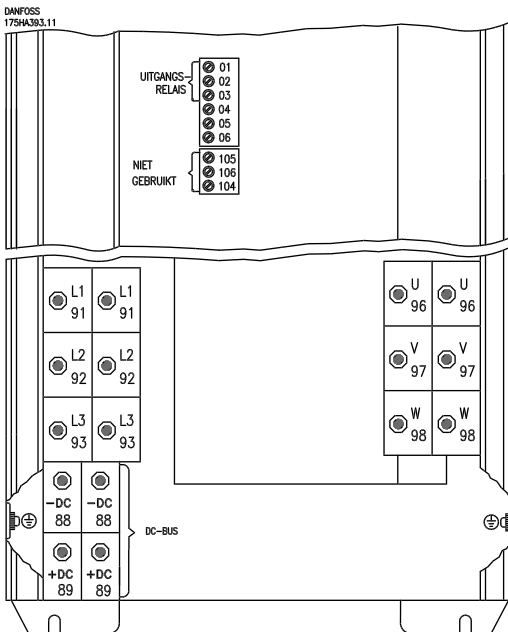 DANFOSS
175HA393.11
UITGANGS-
RELAIS
01
02
03
04
05
06
NIET
GEBRUIKT
105
106
104
L1
91
L1
91
L2
92
L2
92
L3
93
L3
93
U
96
U
96
V
97
V
97
W
98
W
98
-DC
88
-DC
88
+DC
89
+DC
89
DC-BUS